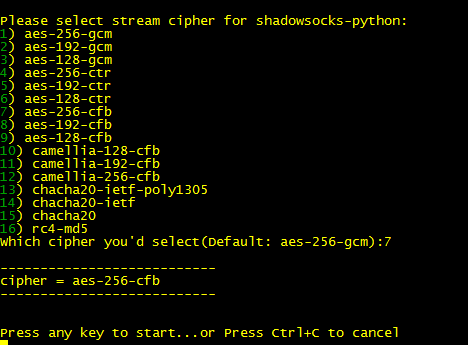 Please select stream cipher for shadowsocks-python:
1) aes-256-gcm
2) aes-192-gcm
3) aes-128-gcm
4) aes-256-ctr
5) aes-192-ctr
6) aes-128-ctr
7) aes-256-cfb
8) aes-192-cfb
9) aes-128-cfb
10) camellia-128-cfb
11) camellia-192-cfb
12) camellia-256-cfb
13) chacha20-ietf-poly1305
14) chacha20-ietf
15) chacha20
16) rc4-md5
Which cipher you'd select(Default: aes-256-gcm):7
---------------------------
cipher = aes-256-cfb
---------------------------
Press any key to start...or Press Ctrl+C to cancel